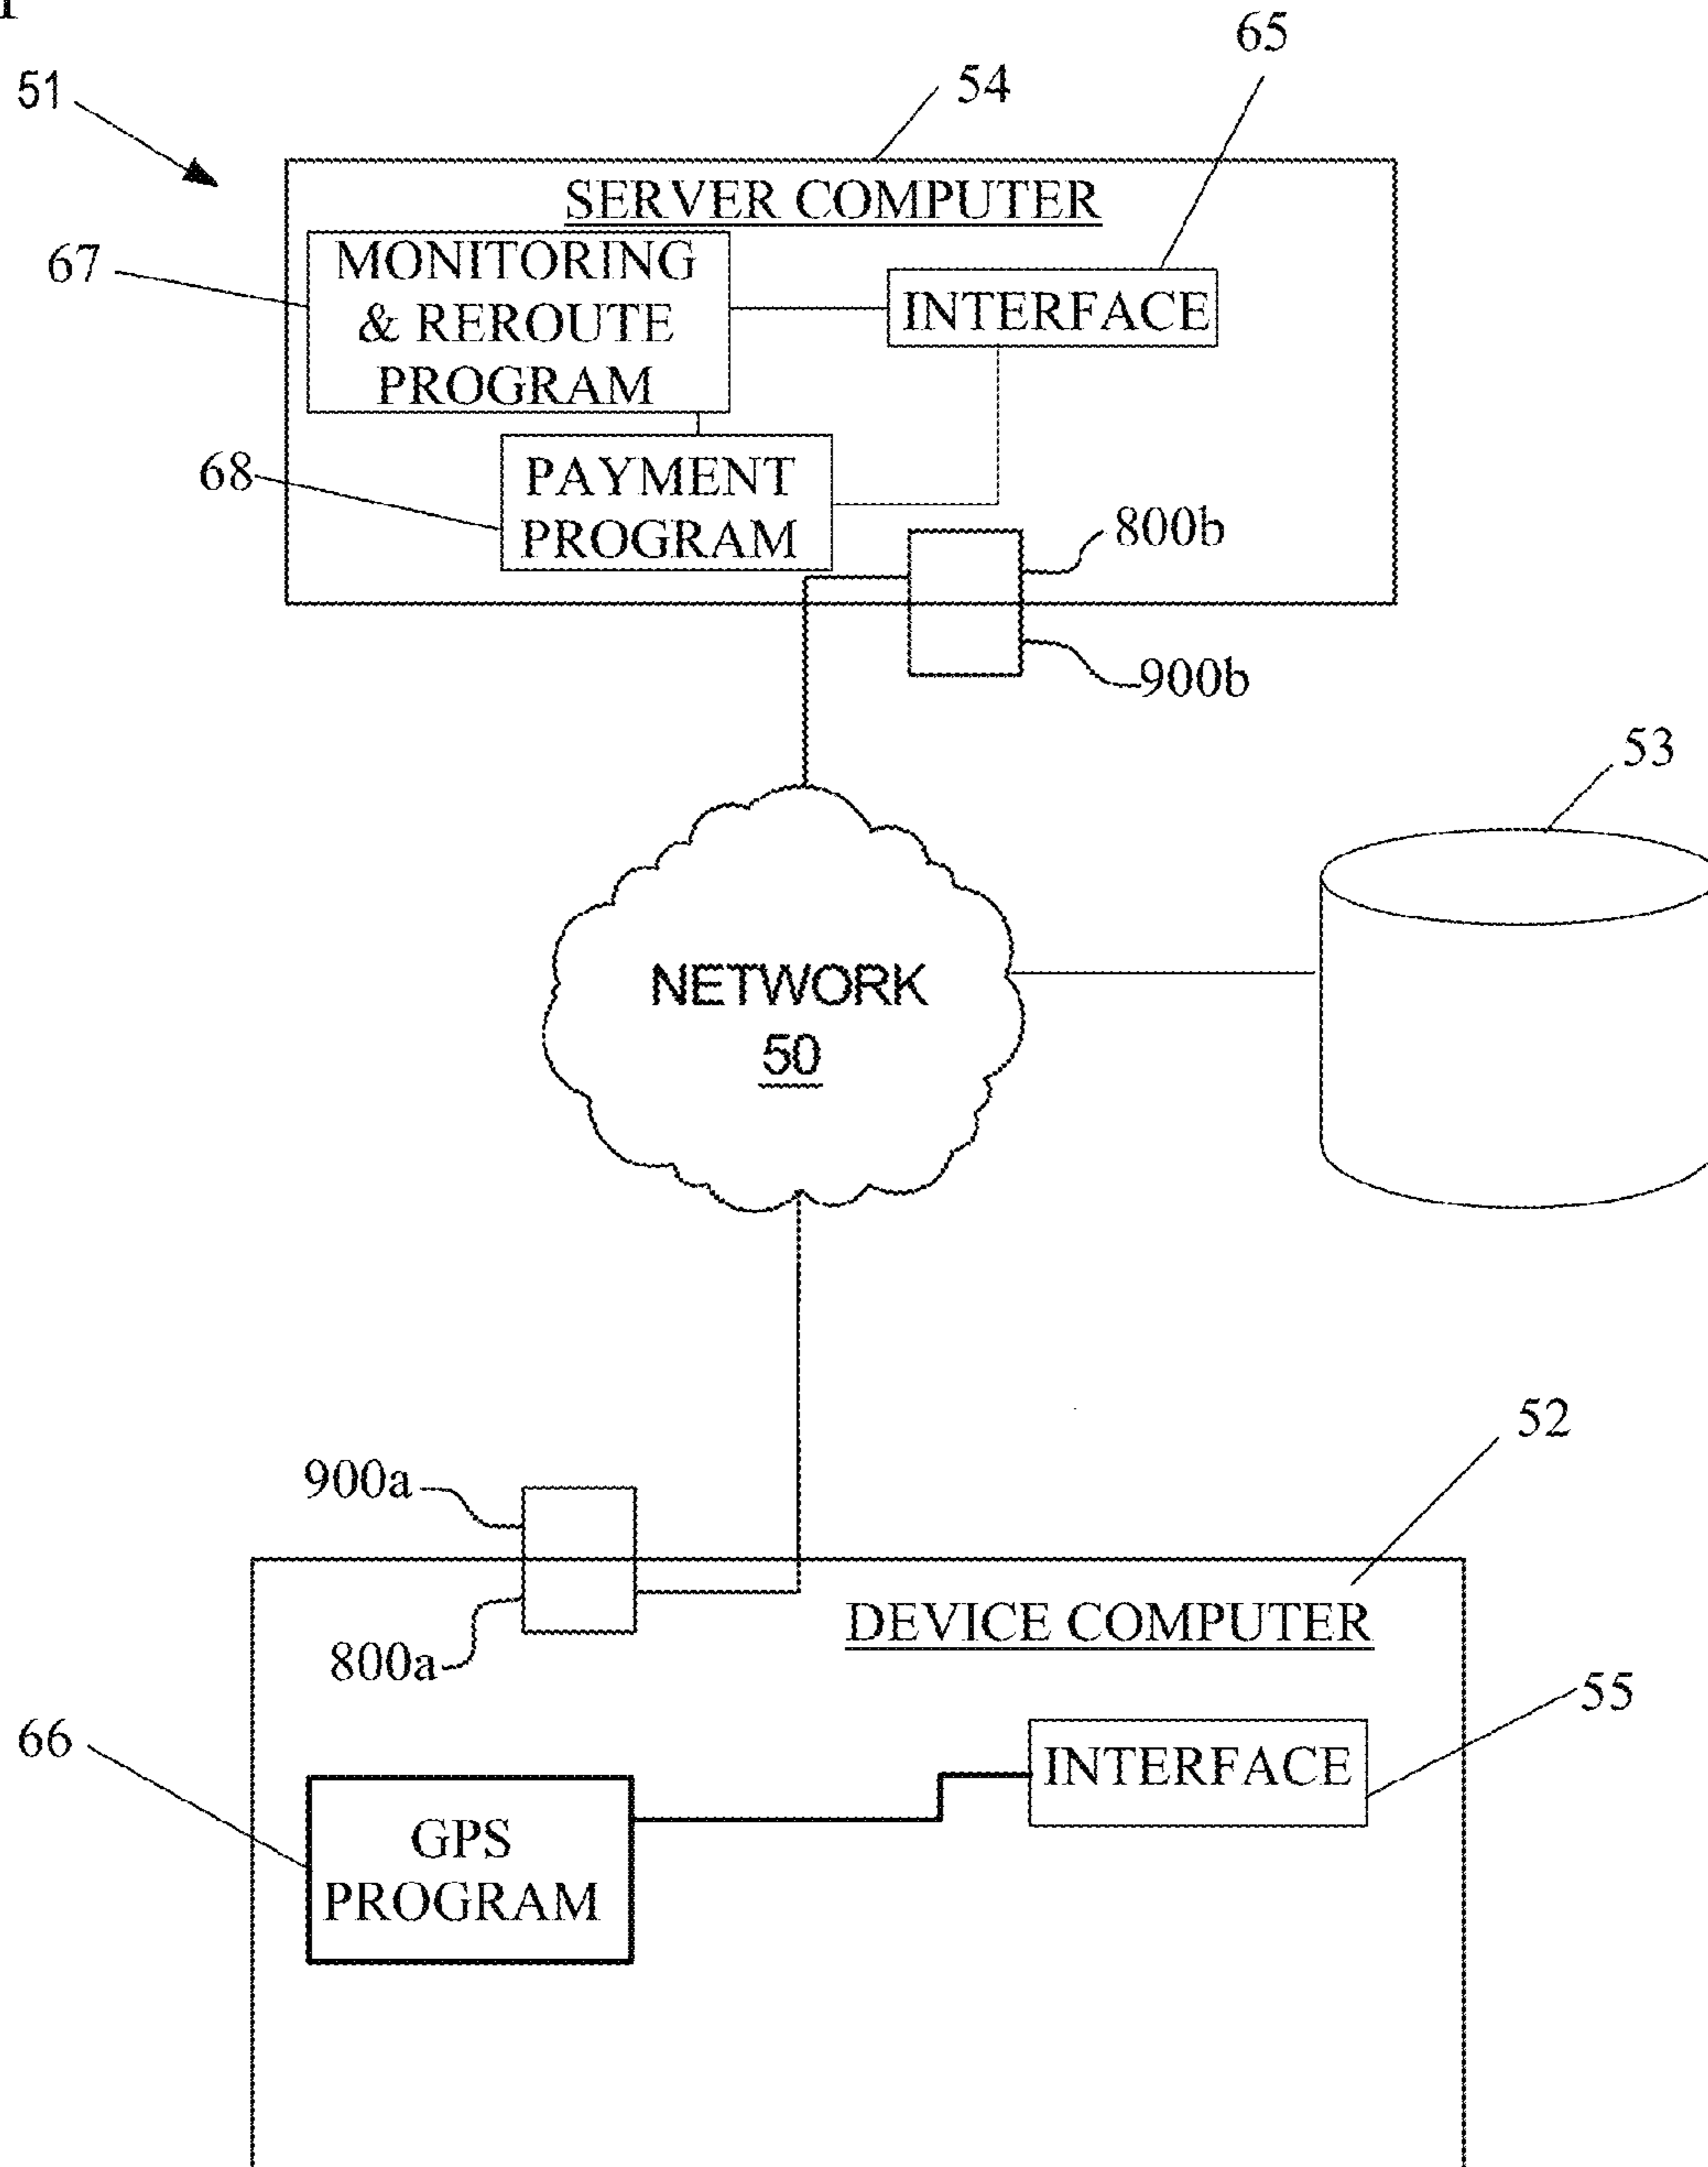 51
54
65
SERVER COMPUTER
67
MONITORING
& REROUTE
PROGRAM
INTERFACE
68
PAYMENT
PROGRAM
800b
900b
53
NETWORK
50
52
900a
800a
DEVICE COMPUTER
55
66
INTERFACE
GPS
PROGRAM